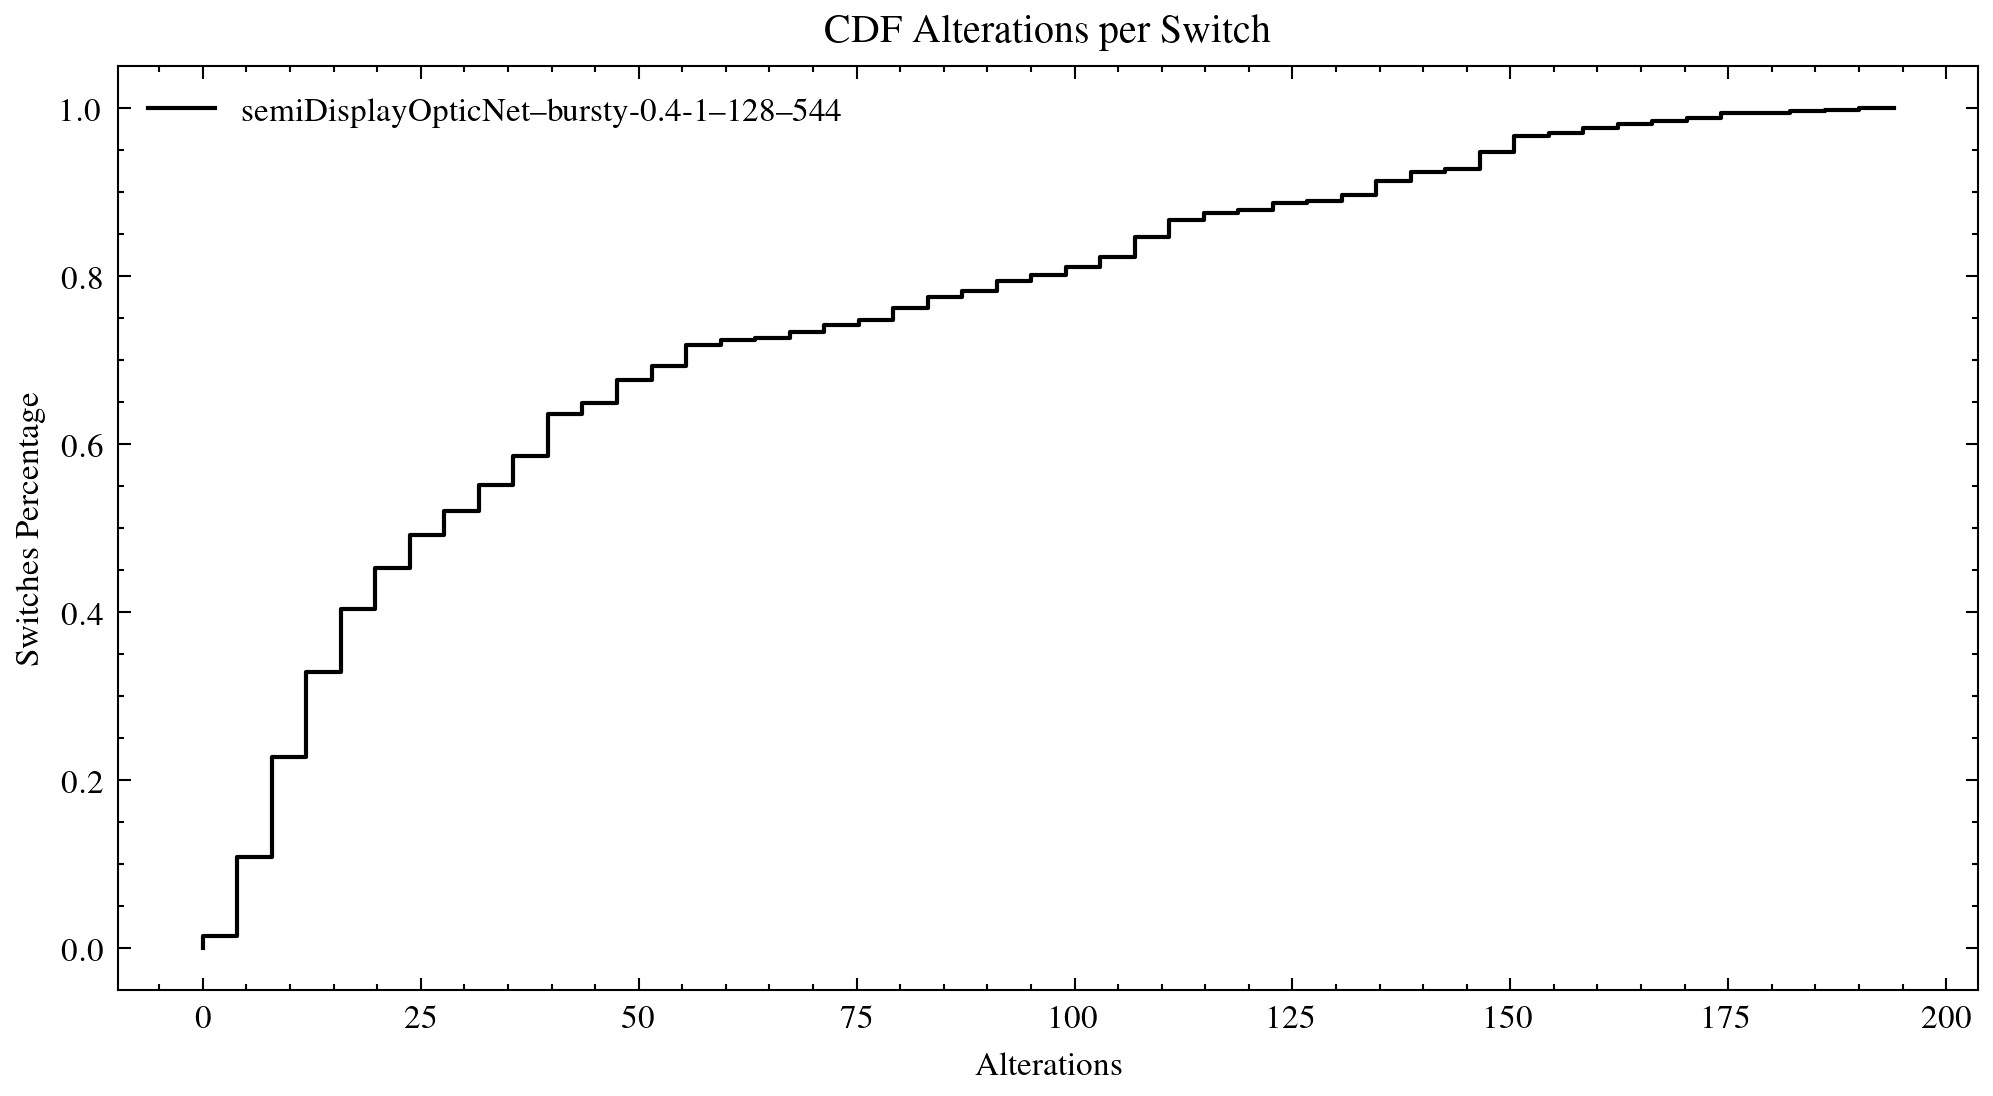 CDF Alterations per Switch
semiDisplayOpticNet–bursty-0.4-1–128–544
Switches Percentage
1.0
0.8
0.6
0.4
0.2
0.0
0 25 50 75 100 125 150 175 200
Alterations